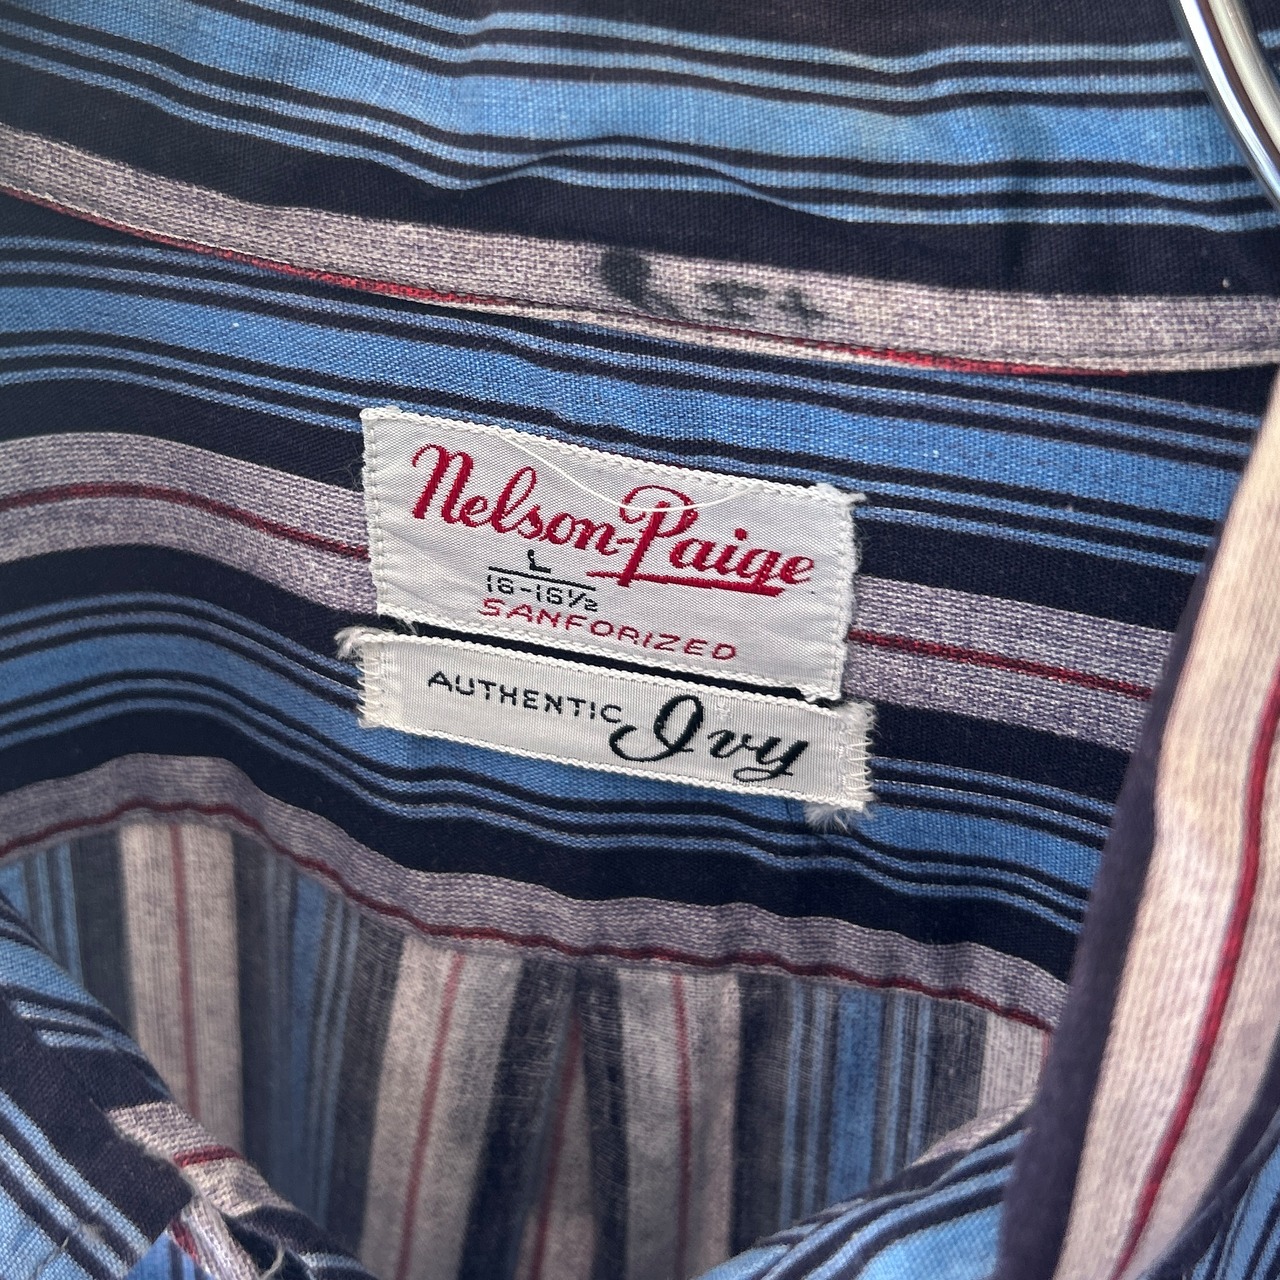 Nelson-Paige
L
16-16½
SANFORIZED
AUTHENTIC Ivy